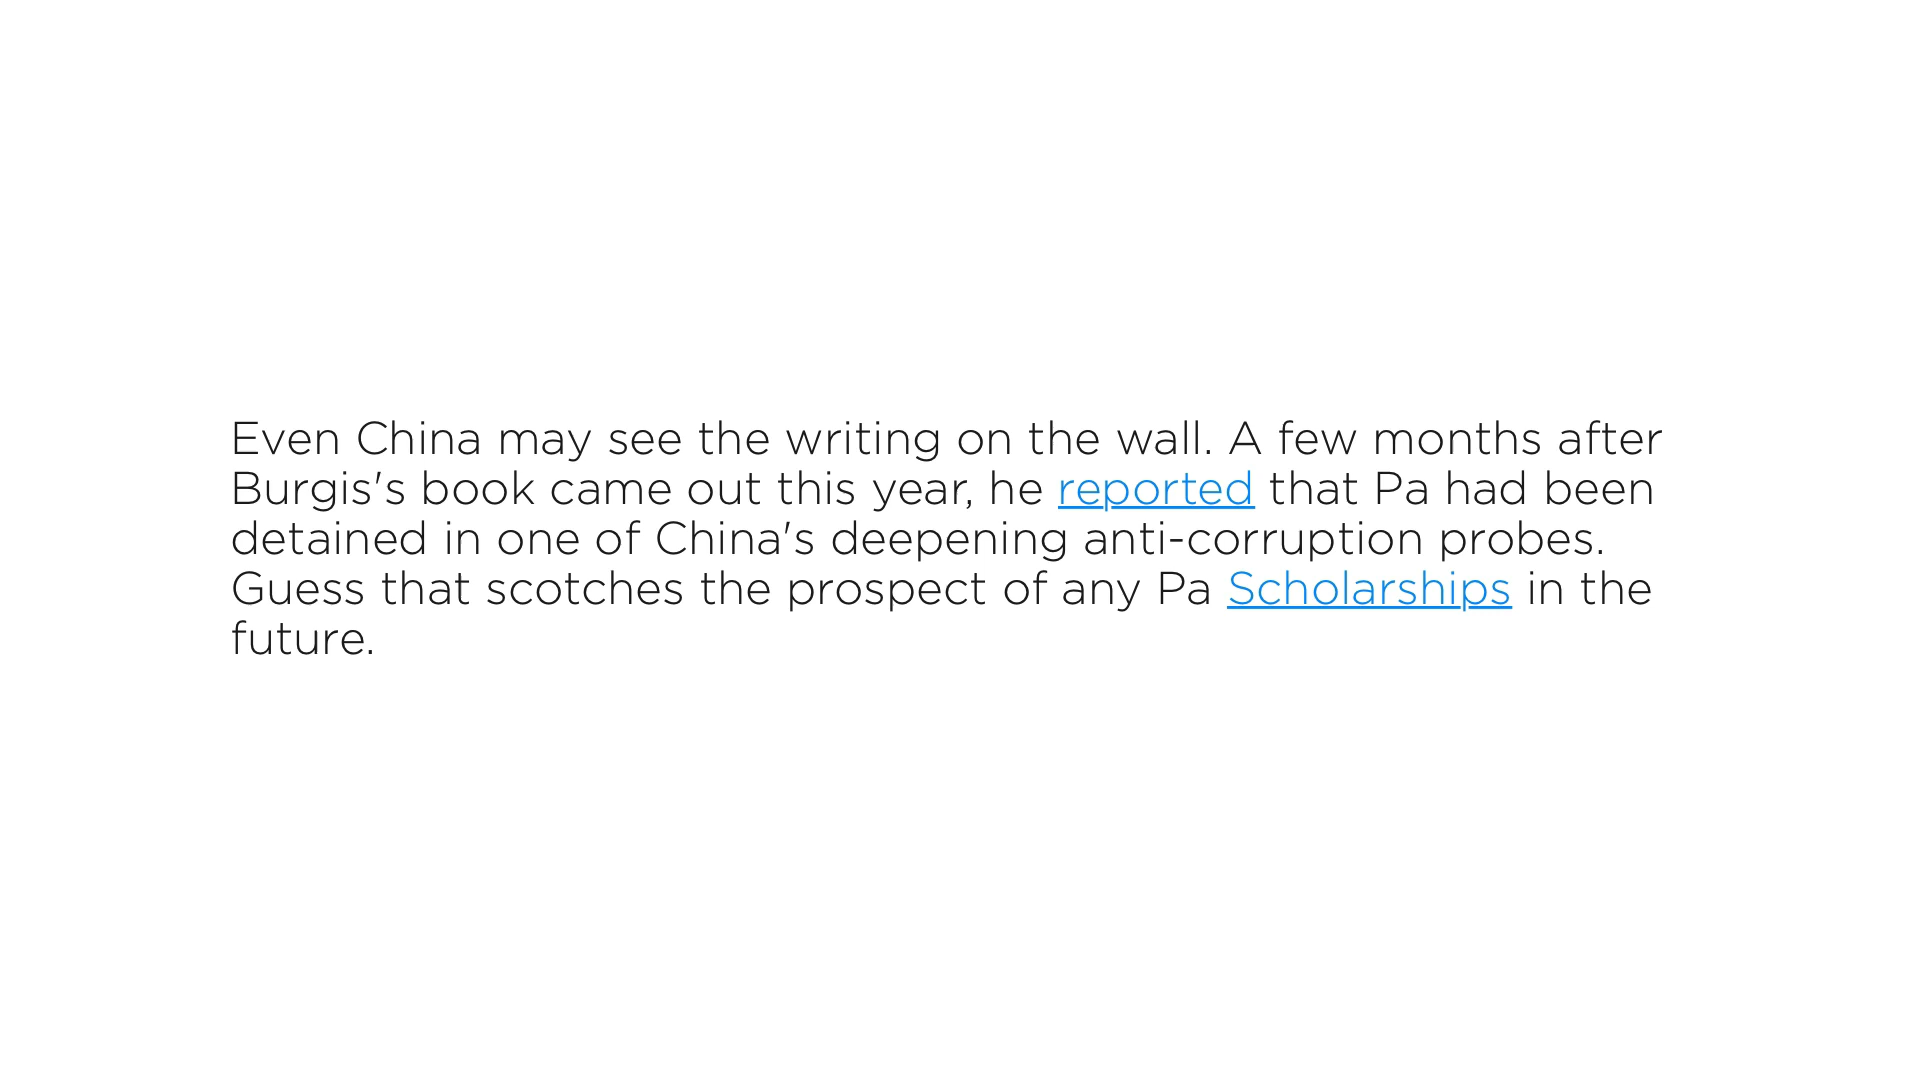 Even China may see the writing on the wall. A few months after
Burgis's book came out this year, he reported that Pa had been
detained in one of China's deepening anti-corruption probes.
Guess that scotches the prospect of any Pa Scholarships in the
future.